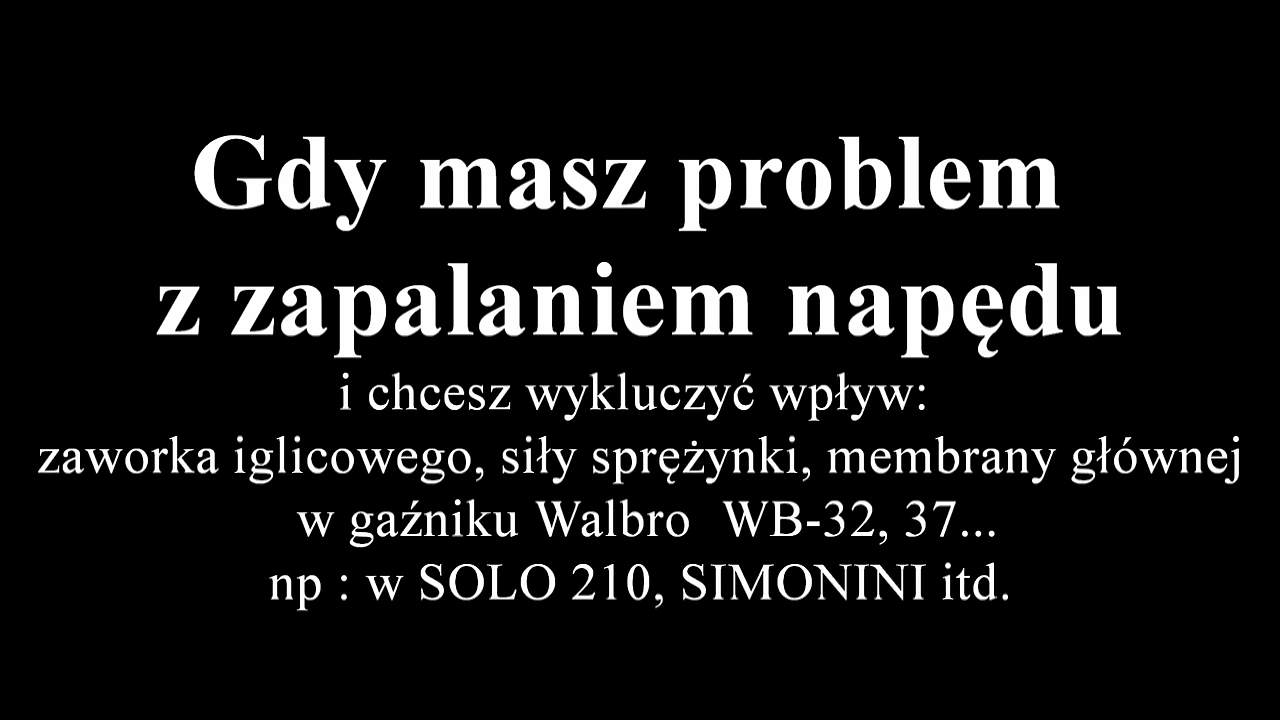 Gdy masz problem
z zapalaniem napędu
i chcesz wykluczyć wpływ:
zaworka iglicowego, siły sprężynki, membrany głównej
w gaźniku Walbro  WB-32, 37...
np : w SOLO 210, SIMONINI itd.